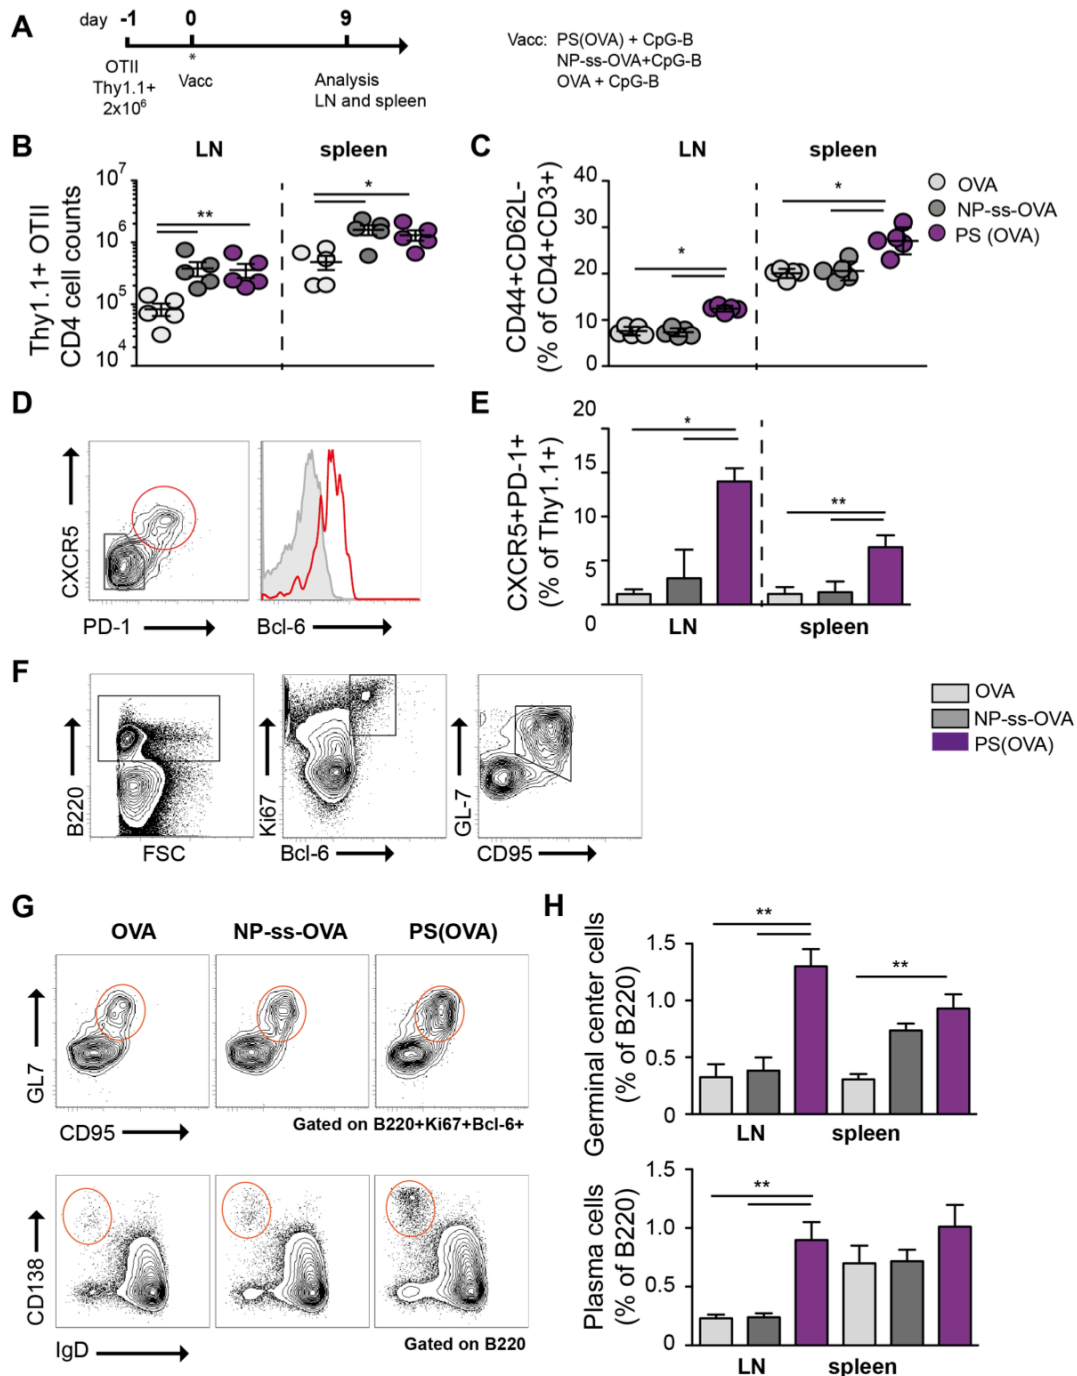 A
day -1 0 9
*
OTII
Thy1.1+
2x10⁶
Vacc
Analysis
LN and spleen
Vacc: PS(OVA) + CpG-B
NP-ss-OVA+CpG-B
OVA + CpG-B
B
LN spleen
Thy1.1+ OTII
CD4 cell counts
10⁷
10⁶
10⁵
10⁴
**
*
C
LN spleen
CD44+CD62L-
(% of CD4+CD3+)
40
30
20
10
0
*
*
OVA
NP-ss-OVA
PS (OVA)
D
CXCR5
PD-1
Bcl-6
E
CXCR5+PD-1+
(% of Thy1.1+)
20
15
10
5
0
*
**
LN spleen
F
B220
FSC
Ki67
Bcl-6
GL-7
CD95
OVA
NP-ss-OVA
PS(OVA)
G
OVA NP-ss-OVA PS(OVA)
GL7
CD95
Gated on B220+Ki67+Bcl-6+
CD138
IgD
Gated on B220
H
Germinal center cells
(% of B220)
1.5
1.0
0.5
0
**
**
LN spleen
Plasma cells
(% of B220)
1.5
1.0
0.5
0
**
LN spleen